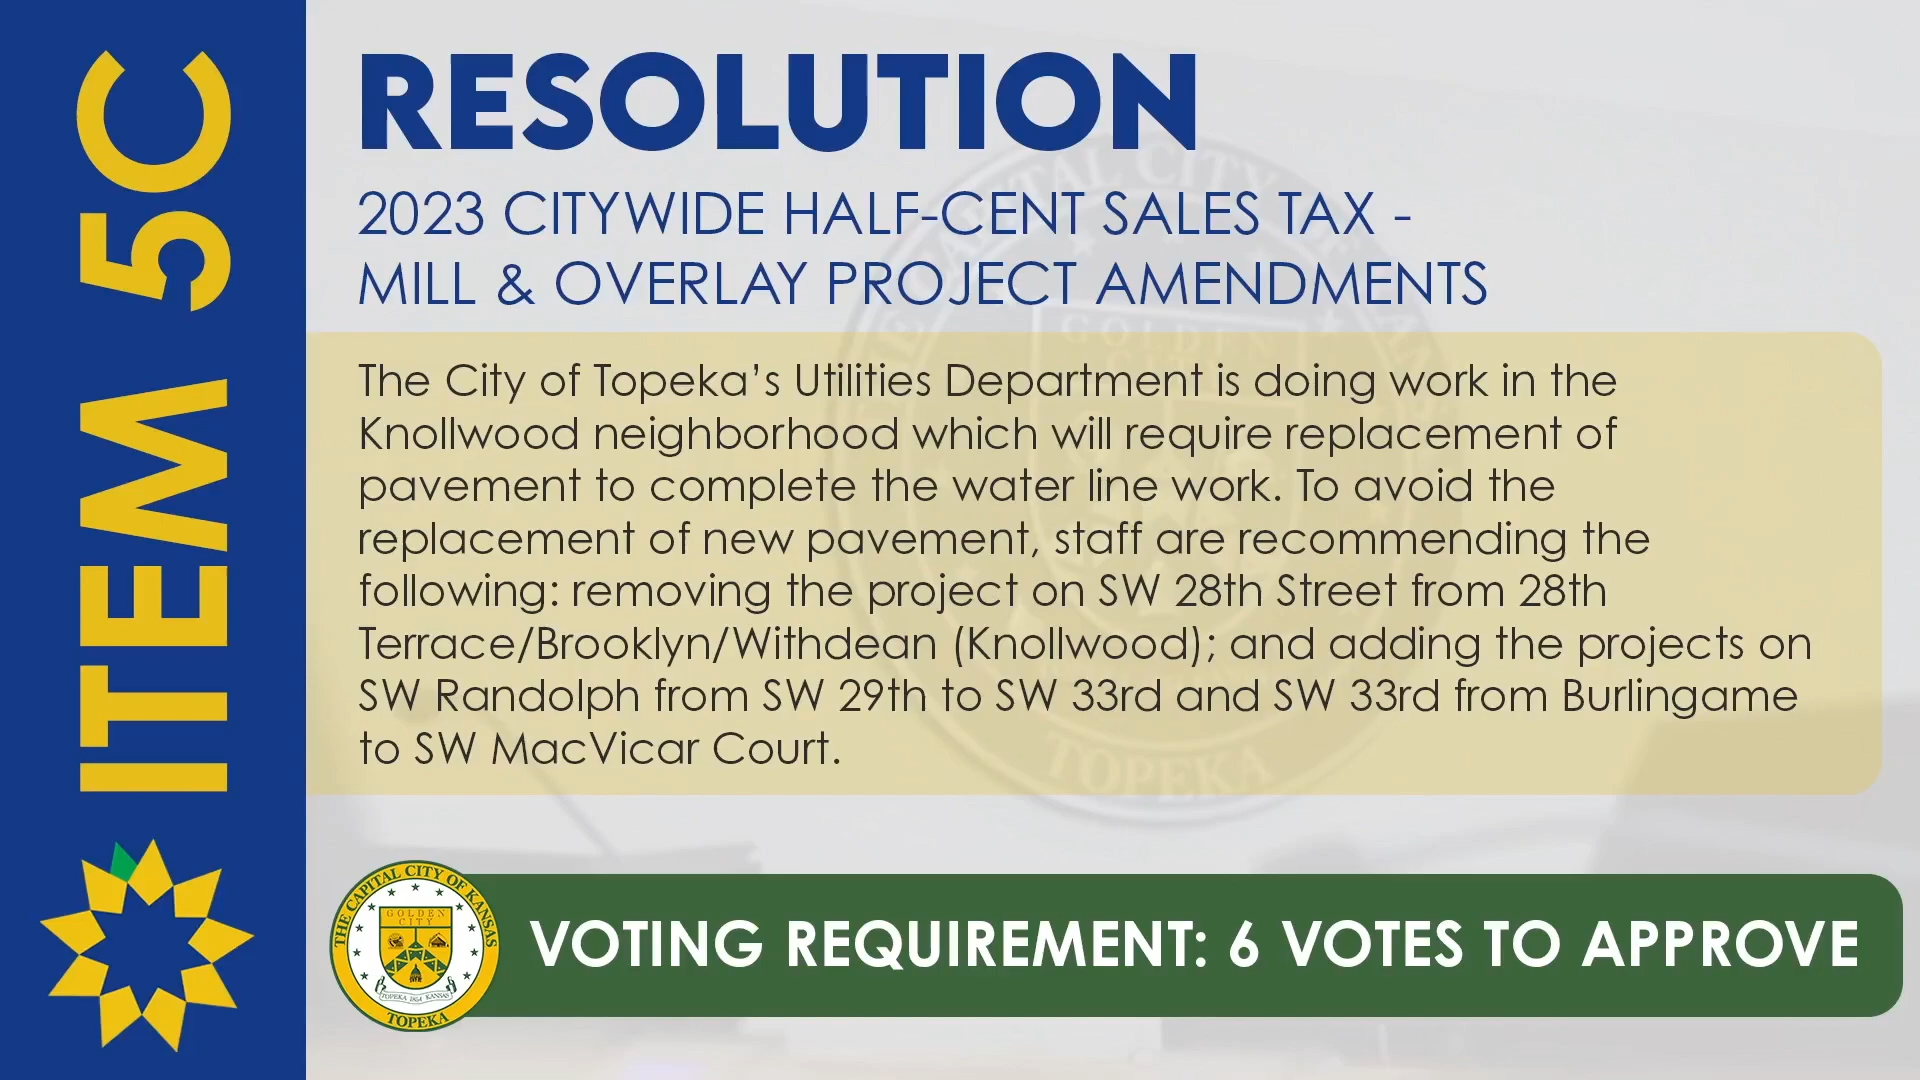 ITEM 5C
RESOLUTION
2023 CITYWIDE HALF-CENT SALES TAX -
MILL & OVERLAY PROJECT AMENDMENTS
The City of Topeka’s Utilities Department is doing work in the
Knollwood neighborhood which will require replacement of
pavement to complete the water line work. To avoid the
replacement of new pavement, staff are recommending the
following: removing the project on SW 28th Street from 28th
Terrace/Brooklyn/Withdean (Knollwood); and adding the projects on
SW Randolph from SW 29th to SW 33rd and SW 33rd from Burlingame
to SW MacVicar Court.
THE CAPITAL CITY OF KANSAS
GOLDEN
CITY
TOPEKA 1854 KANSAS
TOPEKA
VOTING REQUIREMENT: 6 VOTES TO APPROVE